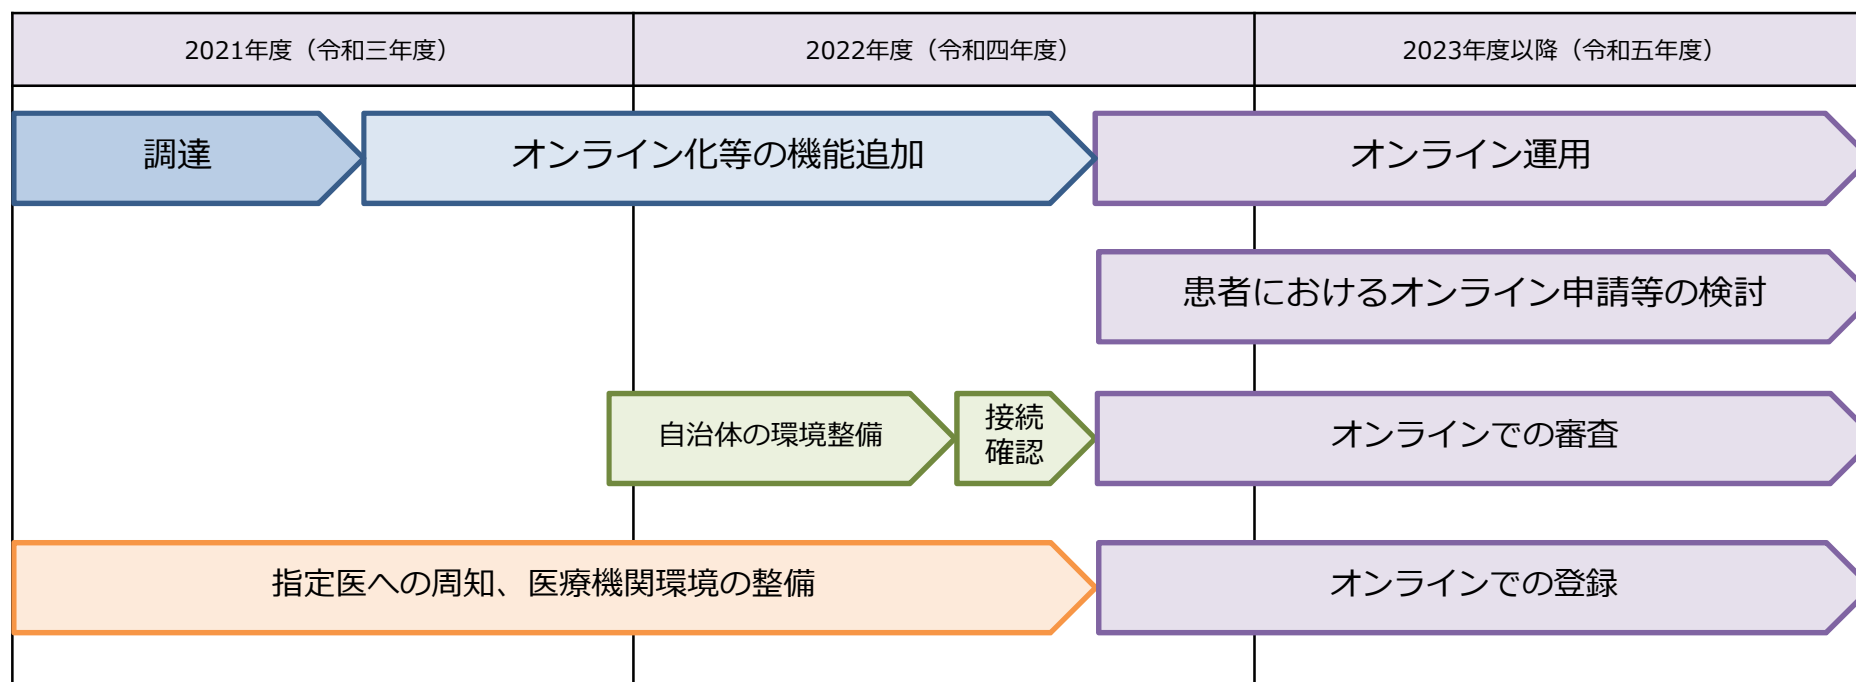 2021年度（令和三年度）
2022年度（令和四年度）
2023年度以降（令和五年度）
調達
オンライン化等の機能追加
オンライン運用
患者におけるオンライン申請等の検討
自治体の環境整備
接続
確認
オンラインでの審査
指定医への周知、医療機関環境の整備
オンラインでの登録